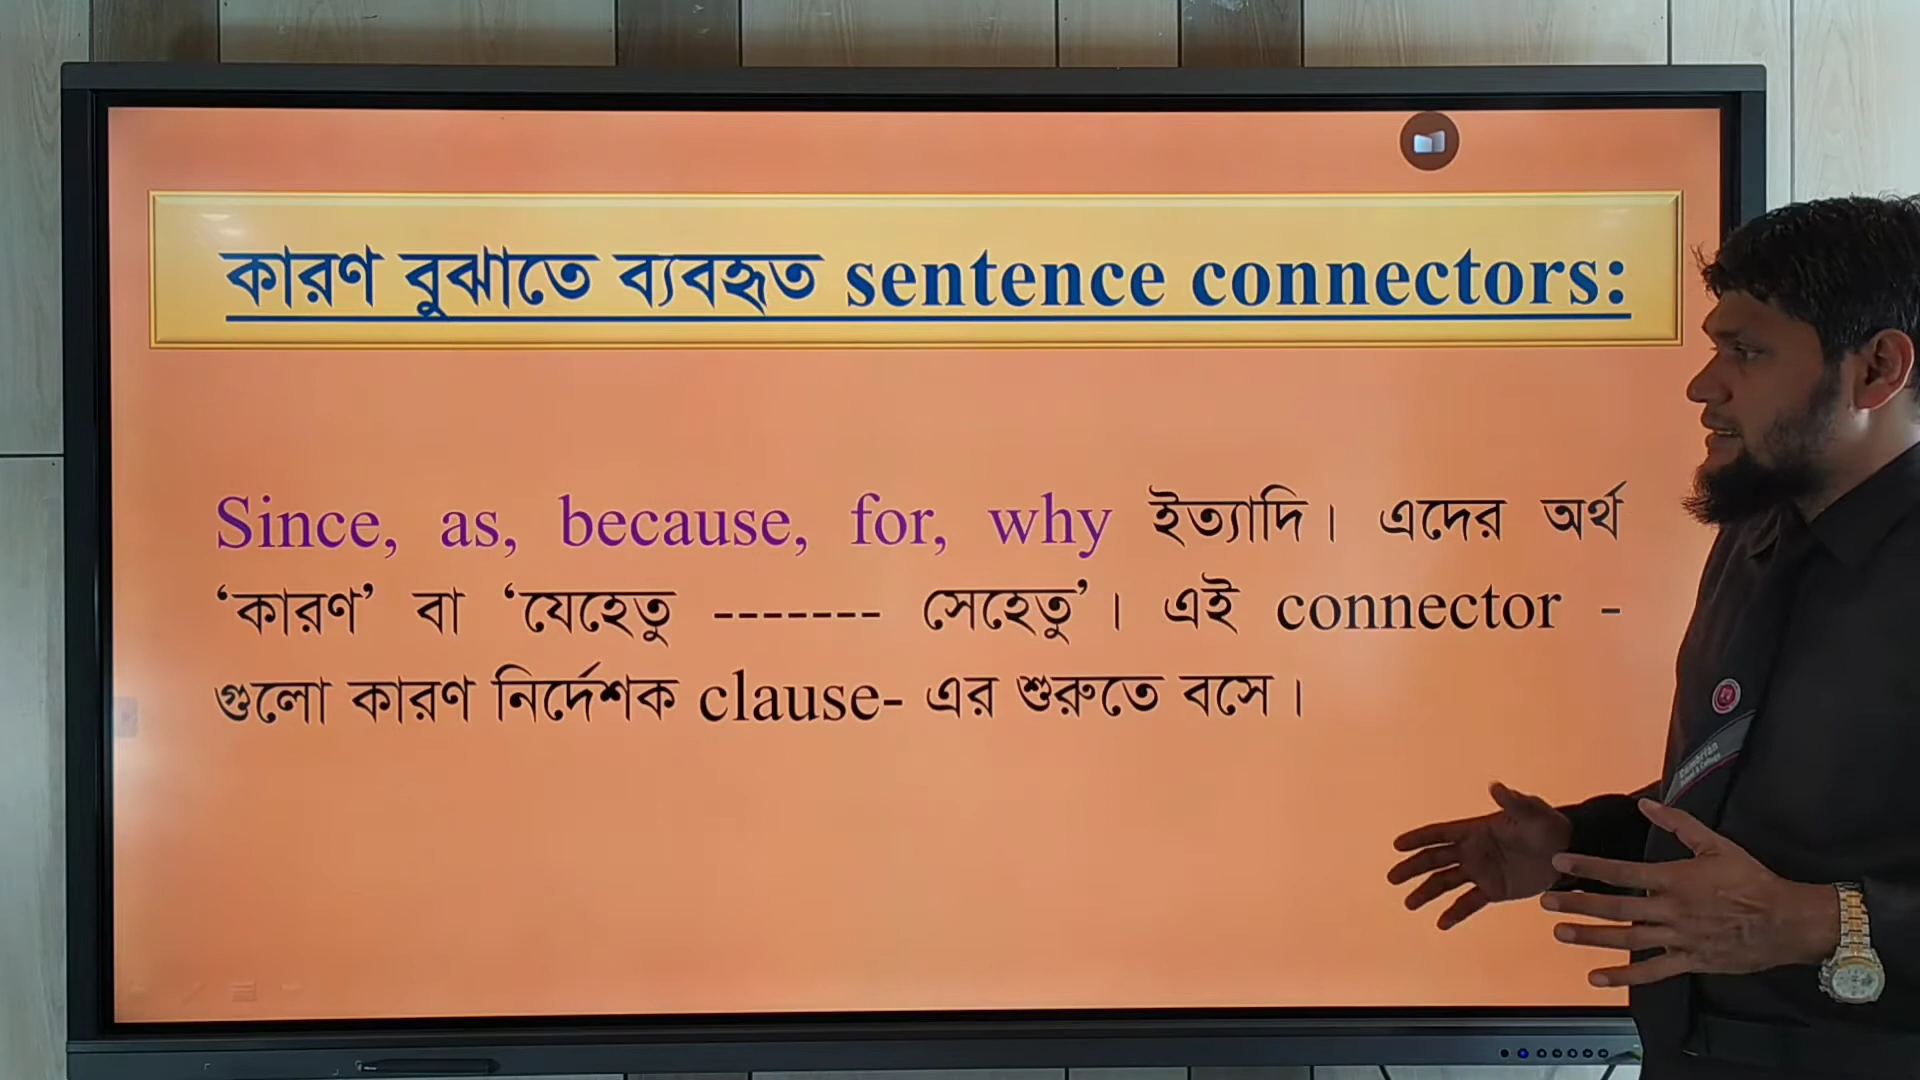 কারণ বুঝাতে ব্যবহৃত sentence connectors:
Since, as, because, for, why ইত্যাদি। এদের অর্থ
‘কারণ’ বা ‘যেহেতু ------- সেহেতু’। এই connector -
গুলো কারণ নির্দেশক clause- এর শুরুতে বসে।